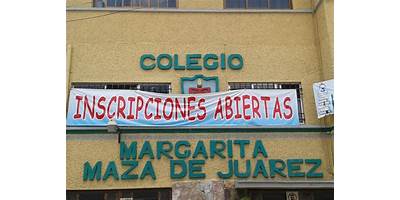 COLEGIO
INSCRIPCIONES ABIERTAS
MARGARITA
MAZA DE JUAREZ